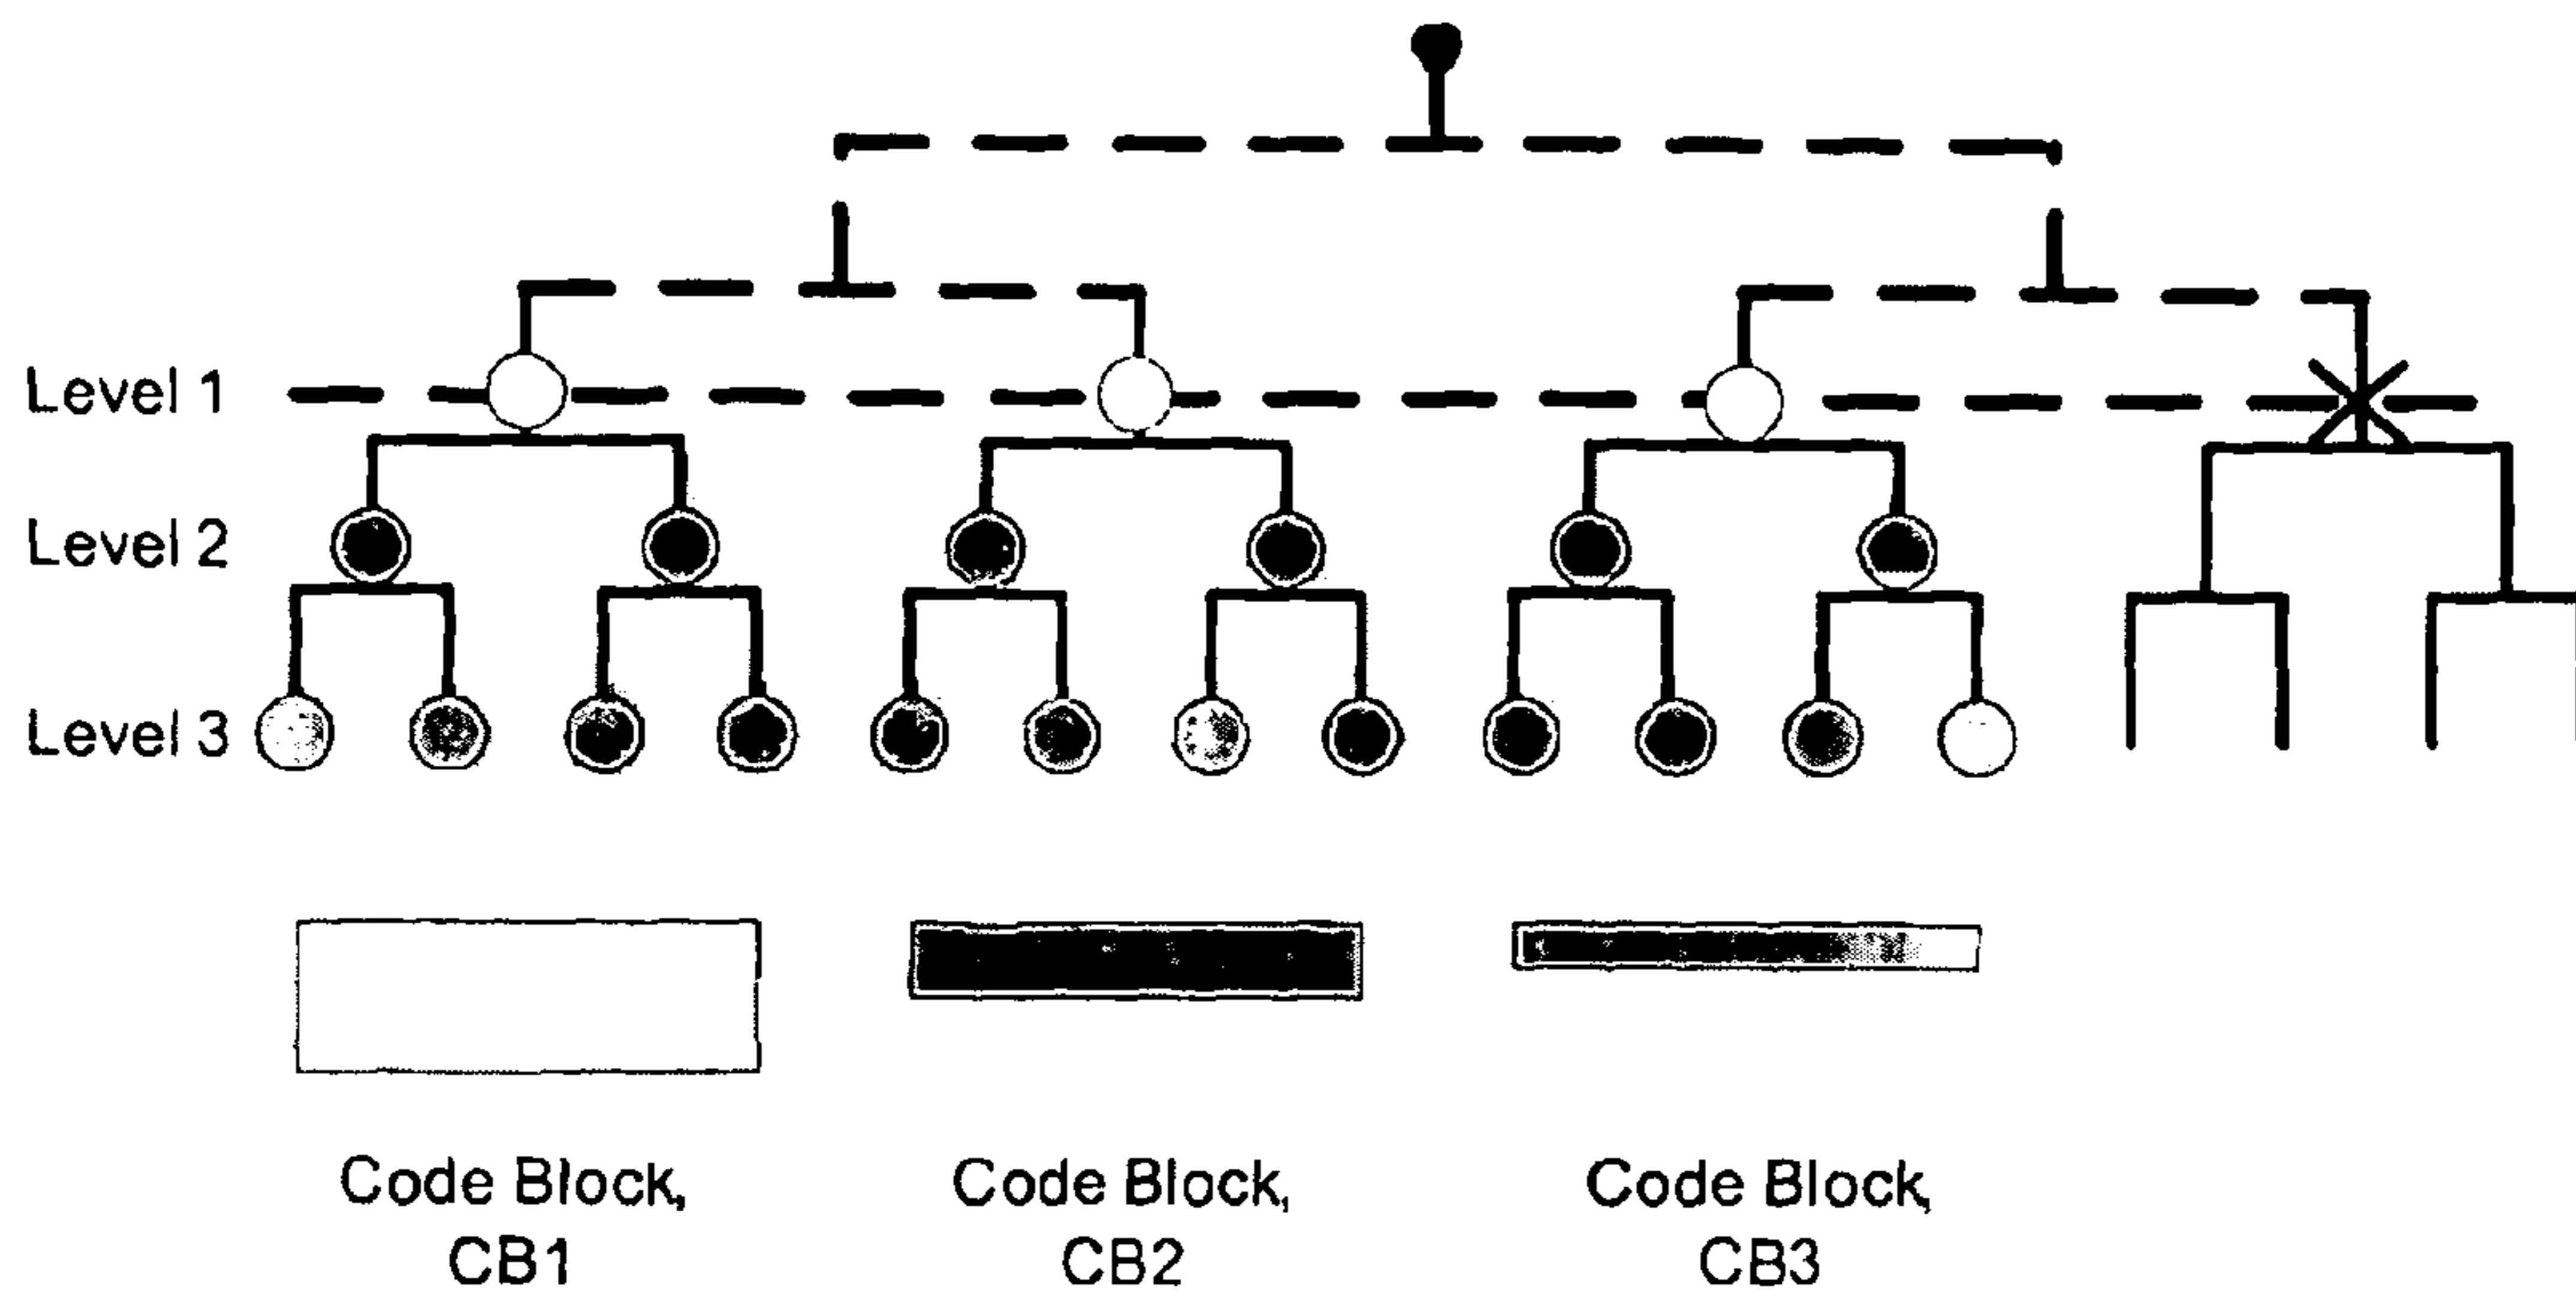 Level 1
Level 2
Level 3
Code Block,
CB1
Code Block,
CB2
Code Block,
CB3